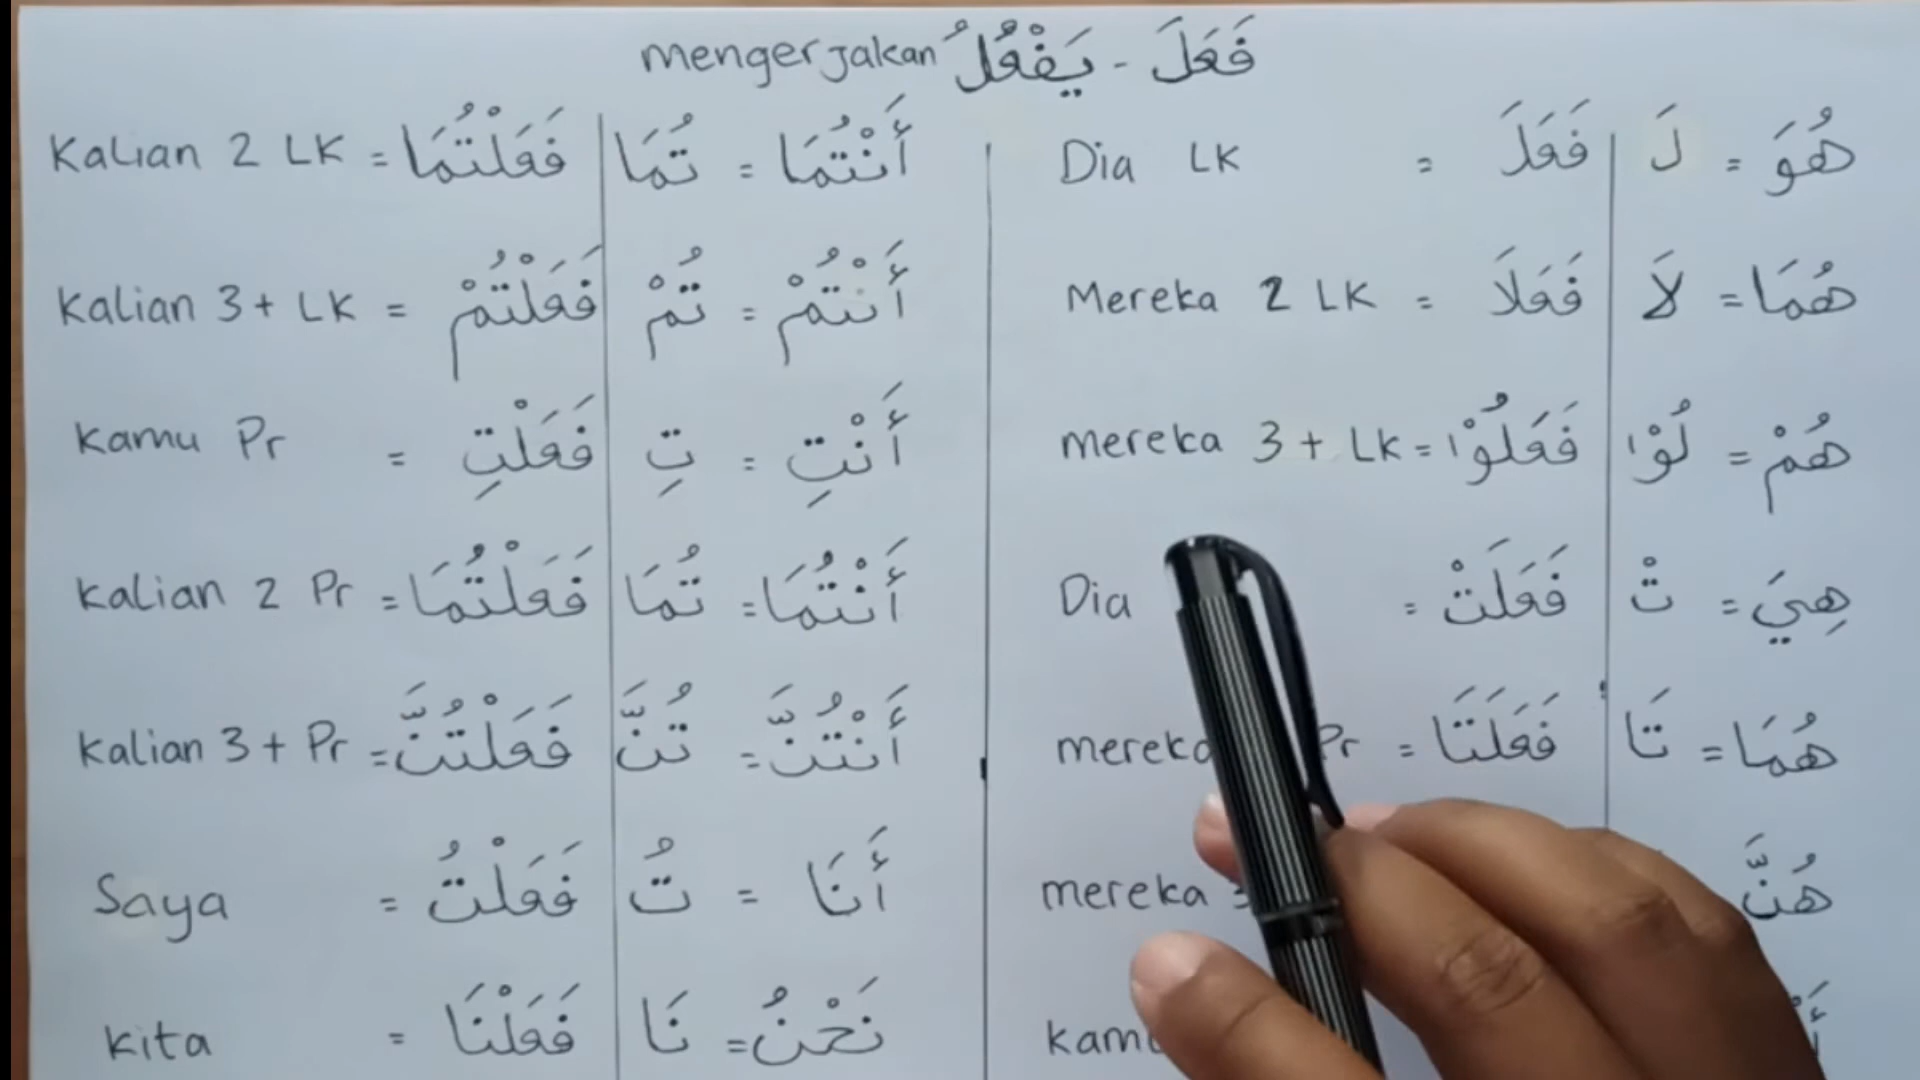 فَعَلَ - يَفْعُلُ mengerjakan
هُوَ = لَ فَعَلَ = Dia LK
هُمَا = لَا فَعَلَا = Mereka 2 LK
هُمْ = لُوْا فَعَلُوْا = mereka 3 + Lk
هِيَ = تْ فَعَلَتْ = Dia
هُمَا = تَا فَعَلَتَا = mereka Pr
هُنَّ mereka
أَنْتُمَا = تُمَا فَعَلْتُمَا = Kalian 2 LK
أَنْتُمْ = تُمْ فَعَلْتُمْ = Kalian 3 + LK
أَنْتِ = تِ فَعَلْتِ = Kamu Pr
أَنْتُمَا = تُمَا فَعَلْتُمَا = Kalian 2 Pr
أَنْتُنَّ = تُنَّ فَعَلْتُنَّ = Kalian 3 + Pr
أَنَا = تُ فَعَلْتُ = Saya
نَحْنُ = نَا فَعَلْنَا = Kita